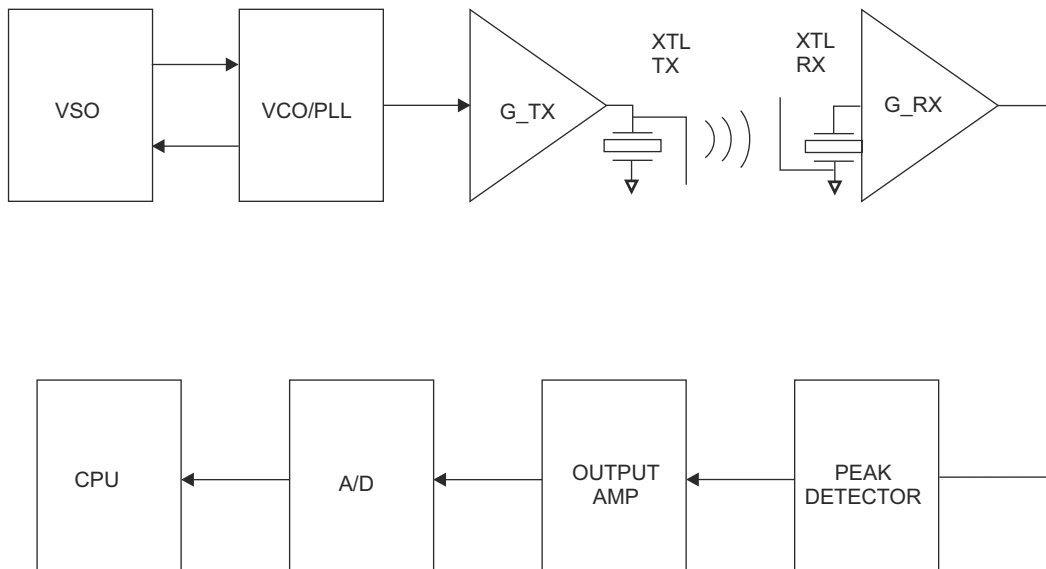 VSO
VCO/PLL
G_TX
XTL
TX
XTL
RX
G_RX
CPU
A/D
OUTPUT
AMP
PEAK
DETECTOR